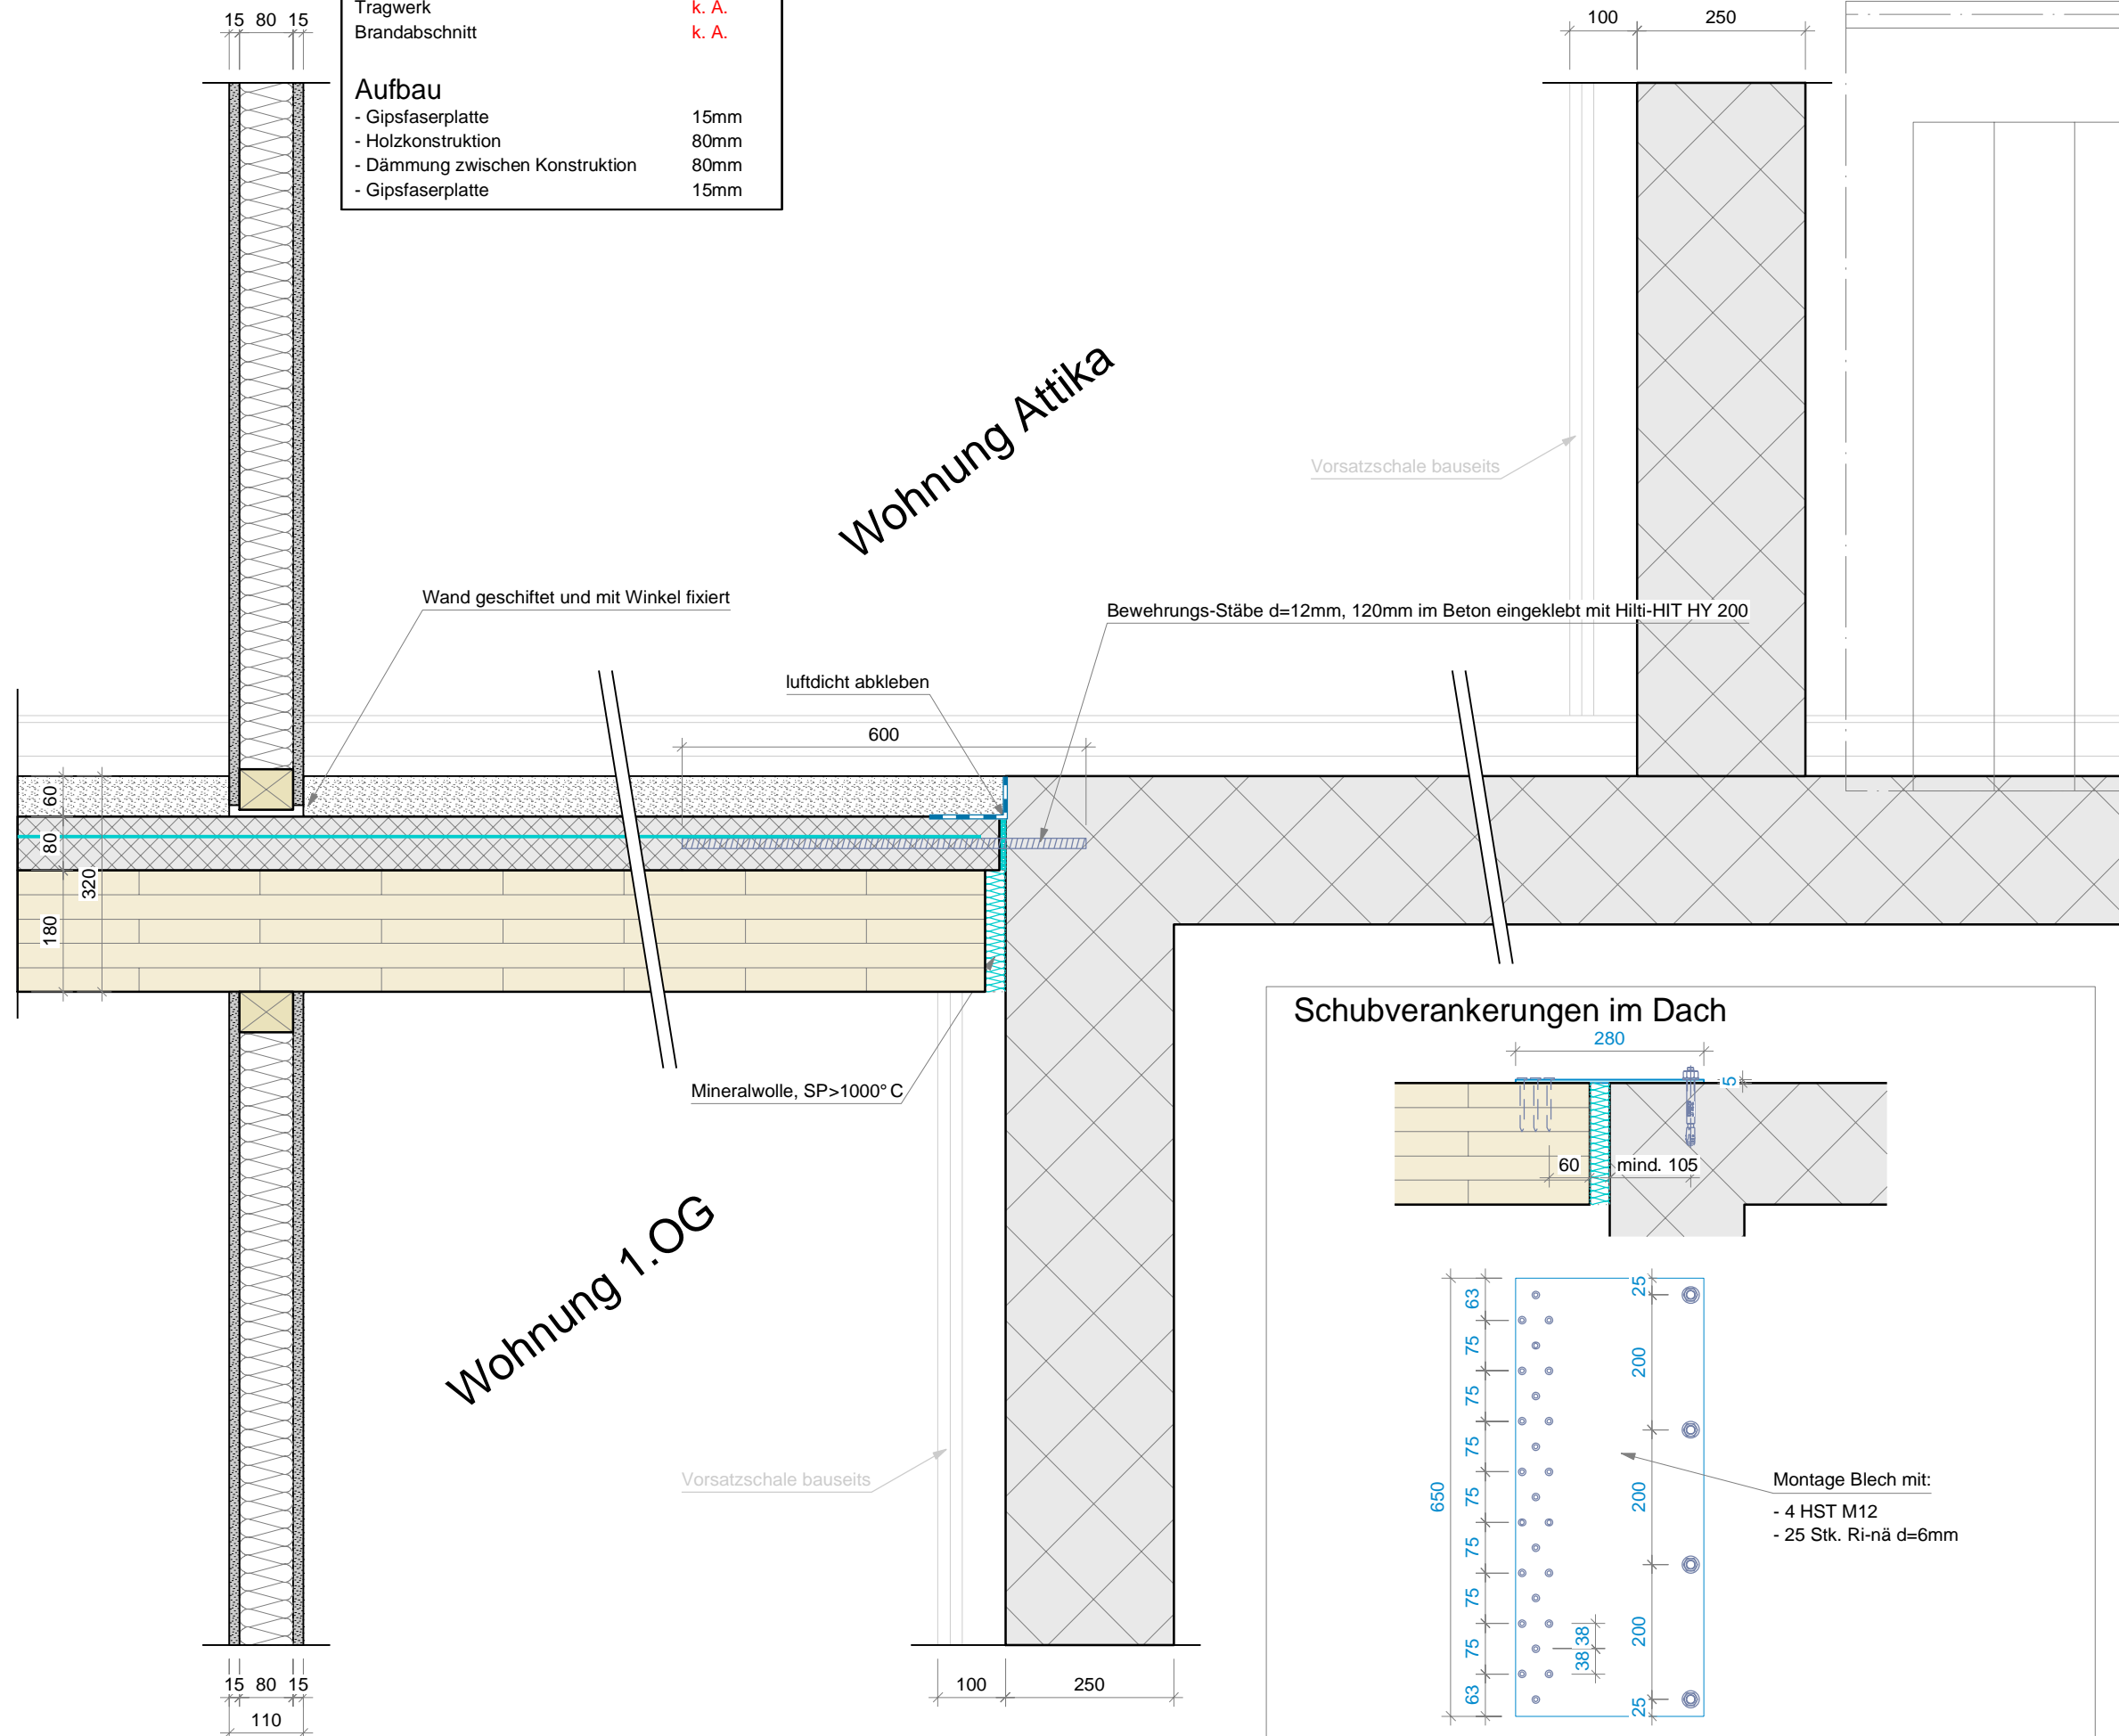 Tragwerk k. A.
Brandabschnitt k. A.
Aufbau
- Gipsfaserplatte 15mm
- Holzkonstruktion 80mm
- Dämmung zwischen Konstruktion 80mm
- Gipsfaserplatte 15mm
15 80 15
100 250
Wohnung Attika
Vorsatzschale bauseits
Wand geschiftet und mit Winkel fixiert
Bewehrungs-Stäbe d=12mm, 120mm im Beton eingeklebt mit Hilti-HIT HY 200
luftdicht abkleben
600
60
80
180
320
Mineralwolle, SP>1000°C
Wohnung 1.OG
Vorsatzschale bauseits
15 80 15
110
100 250
Schubverankerungen im Dach
280
5
60 mind. 105
650
63
75
75
75
75
75
75
75
63
38
38
25
200
200
200
25
Montage Blech mit:
- 4 HST M12
- 25 Stk. Ri-nä d=6mm